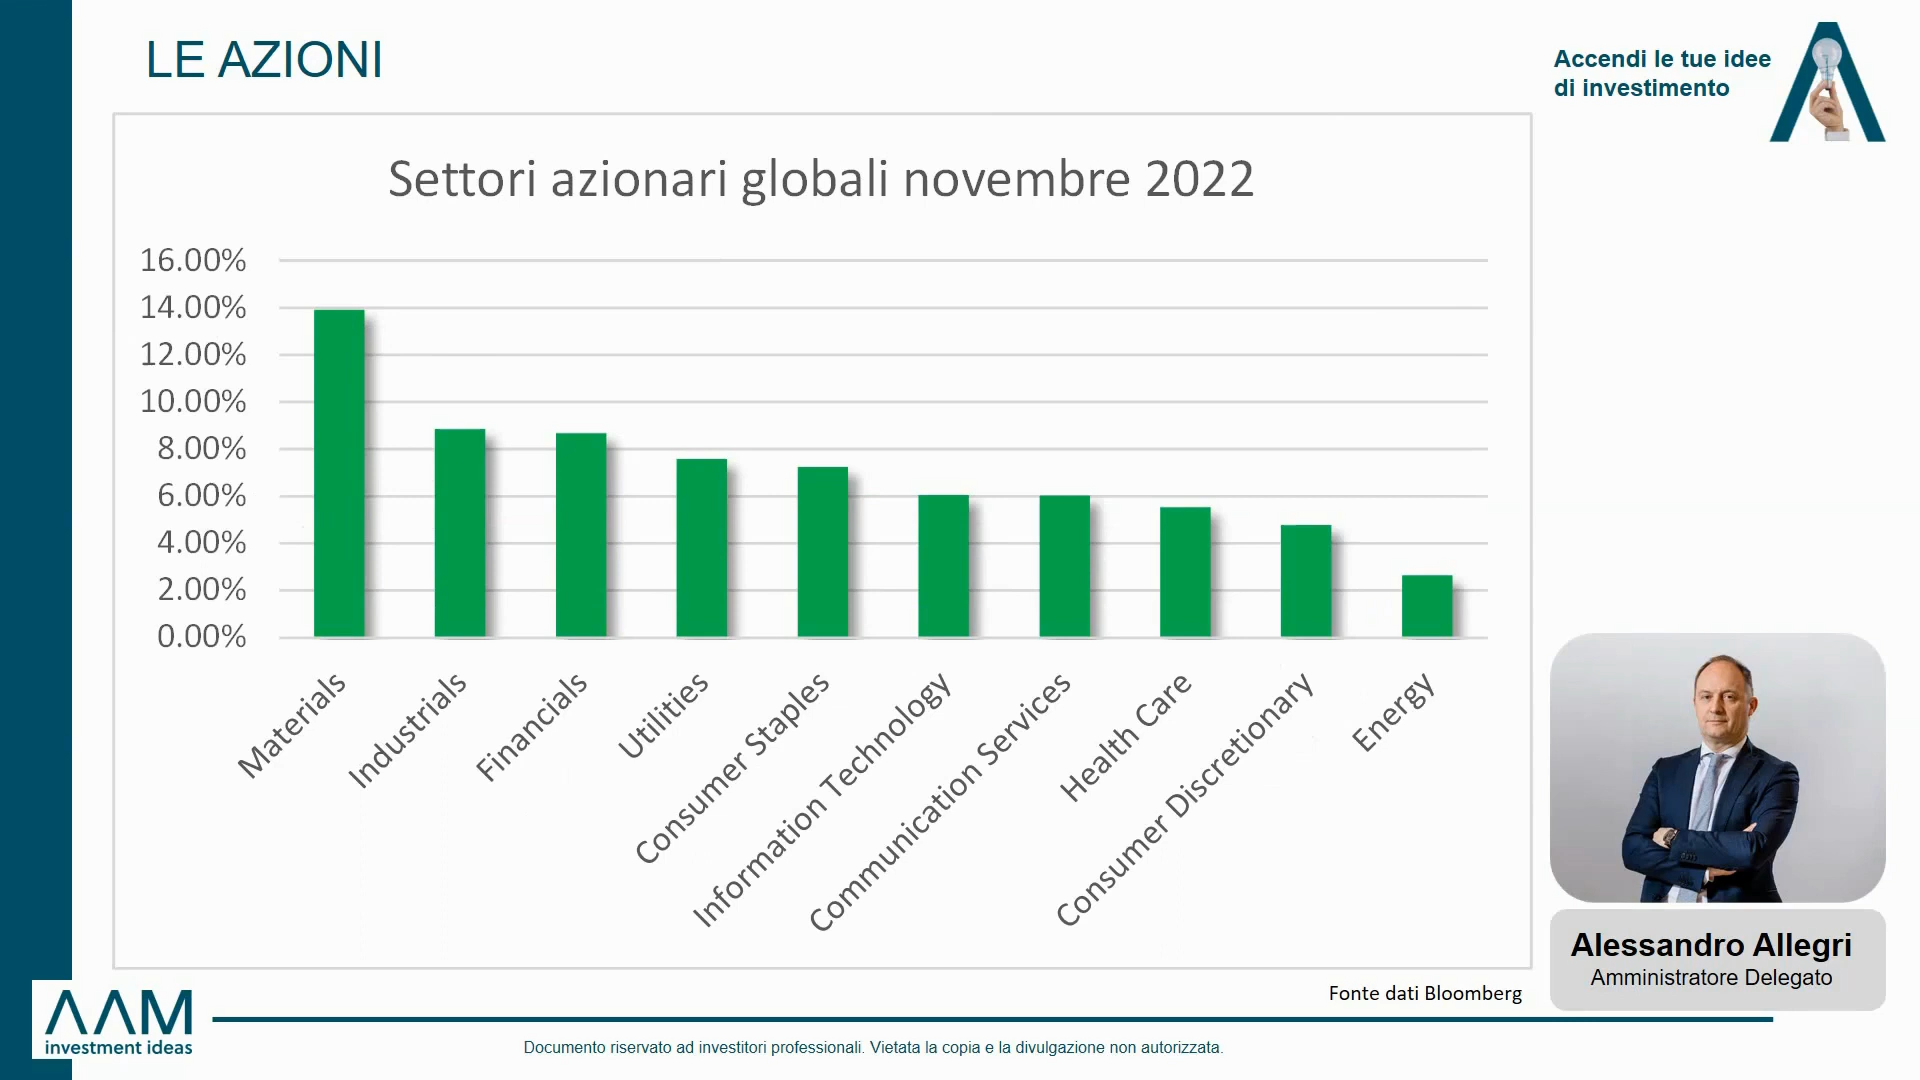 LE AZIONI
Accendi le tue idee
di investimento
Settori azionari globali novembre 2022
16.00%
14.00%
12.00%
10.00%
8.00%
6.00%
4.00%
2.00%
0.00%
Materials
Industrials
Financials
Utilities
Consumer Staples
Information Technology
Communication Services
Health Care
Consumer Discretionary
Energy
Alessandro Allegri
Amministratore Delegato
Fonte dati Bloomberg
AAM
investment ideas
Documento riservato ad investitori professionali. Vietata la copia e la divulgazione non autorizzata.